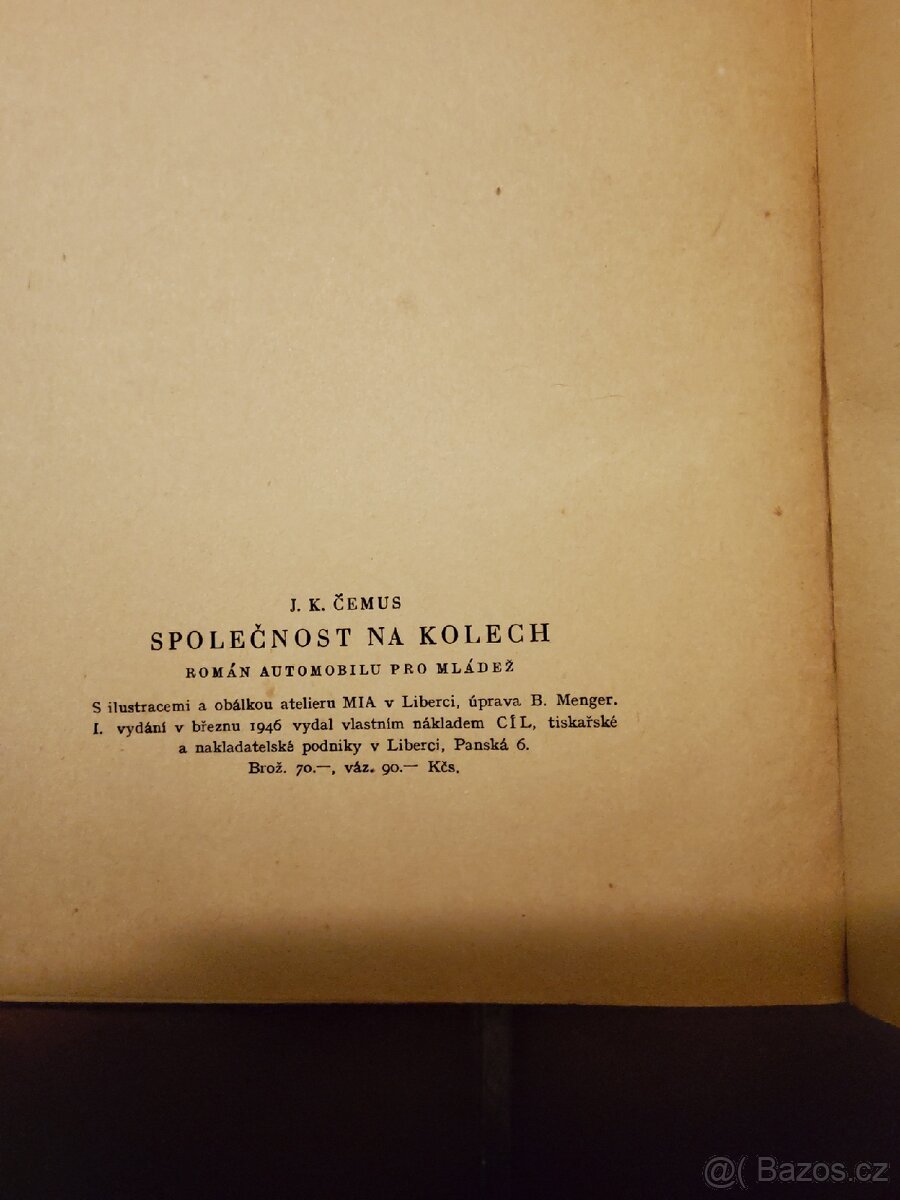 J. K. ČEMUS
SPOLEČNOST NA KOLECH
ROMÁN AUTOMOBILU PRO MLÁDEŽ
S ilustracemi a obálkou atelieru MIA v Liberci, úprava B. Menger.
I. vydání v březnu 1946 vydal vlastním nákladem CÍL, tiskařské
a nakladatelské podniky v Liberci, Panská 6.
Brož. 70.—, váz. 90.— Kčs.
@( Bazos.cz